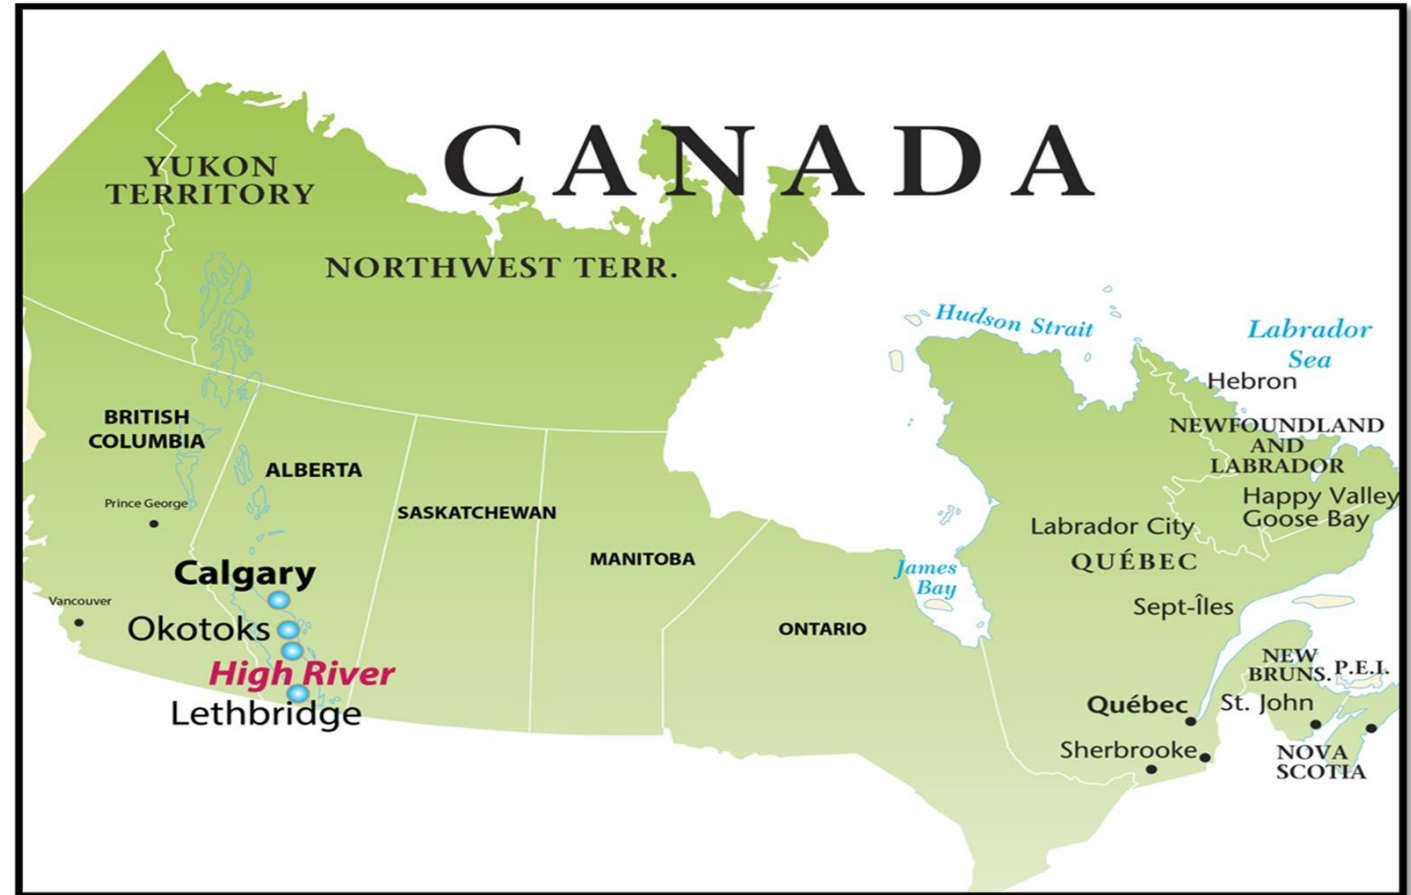 CANADA
YUKON
TERRITORY
NORTHWEST TERR.
Hudson Strait
Labrador
Sea
Hebron
BRITISH
COLUMBIA
ALBERTA
NEWFOUNDLAND
AND
LABRADOR
Prince George
SASKATCHEWAN
Happy Valley
Goose Bay
Labrador City
MANITOBA
QUÉBEC
Calgary
James
Bay
Vancouver
Sept-Îles
Okotoks
ONTARIO
High River
NEW
BRUNS.
P.E.I.
Lethbridge
Québec
St. John
Sherbrooke
NOVA
SCOTIA